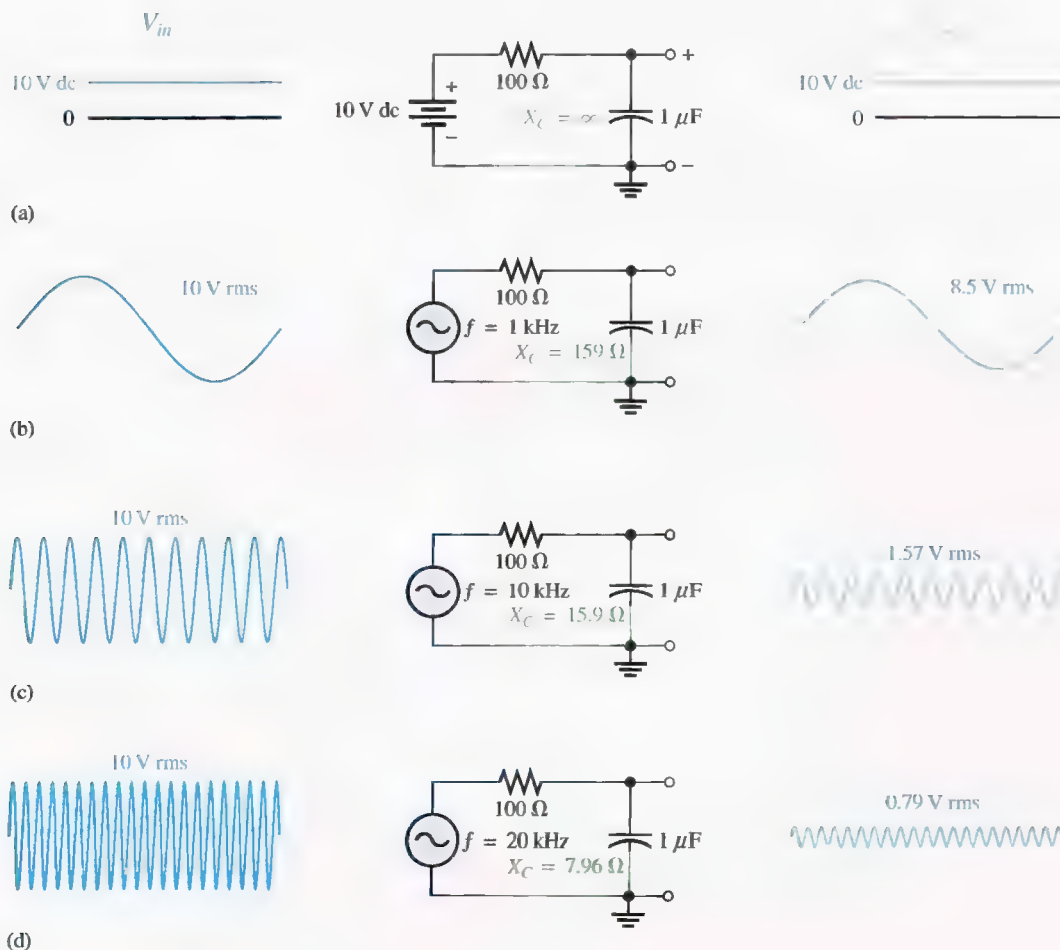 V_in
10 V dc
0
100 Ω
+
10 V dc
+
−
X_C = ∝
1 μF
−
10 V dc
0
(a)
10 V rms
100 Ω
f = 1 kHz
X_C = 159 Ω
1 μF
8.5 V rms
(b)
10 V rms
100 Ω
f = 10 kHz
X_C = 15.9 Ω
1 μF
1.57 V rms
(c)
10 V rms
100 Ω
f = 20 kHz
X_C = 7.96 Ω
1 μF
0.79 V rms
(d)